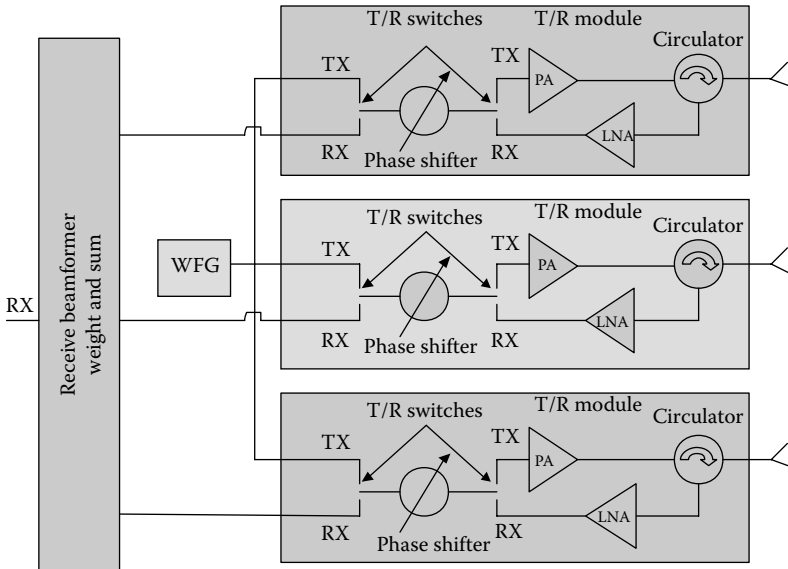 T/R switches
T/R module
Circulator
TX
TX
PA
LNA
RX
RX
Phase shifter
T/R switches
T/R module
Circulator
TX
TX
WFG
PA
RX
LNA
RX
RX
Phase shifter
Receive beamformer
weight and sum
T/R switches
T/R module
Circulator
TX
TX
PA
LNA
RX
RX
Phase shifter